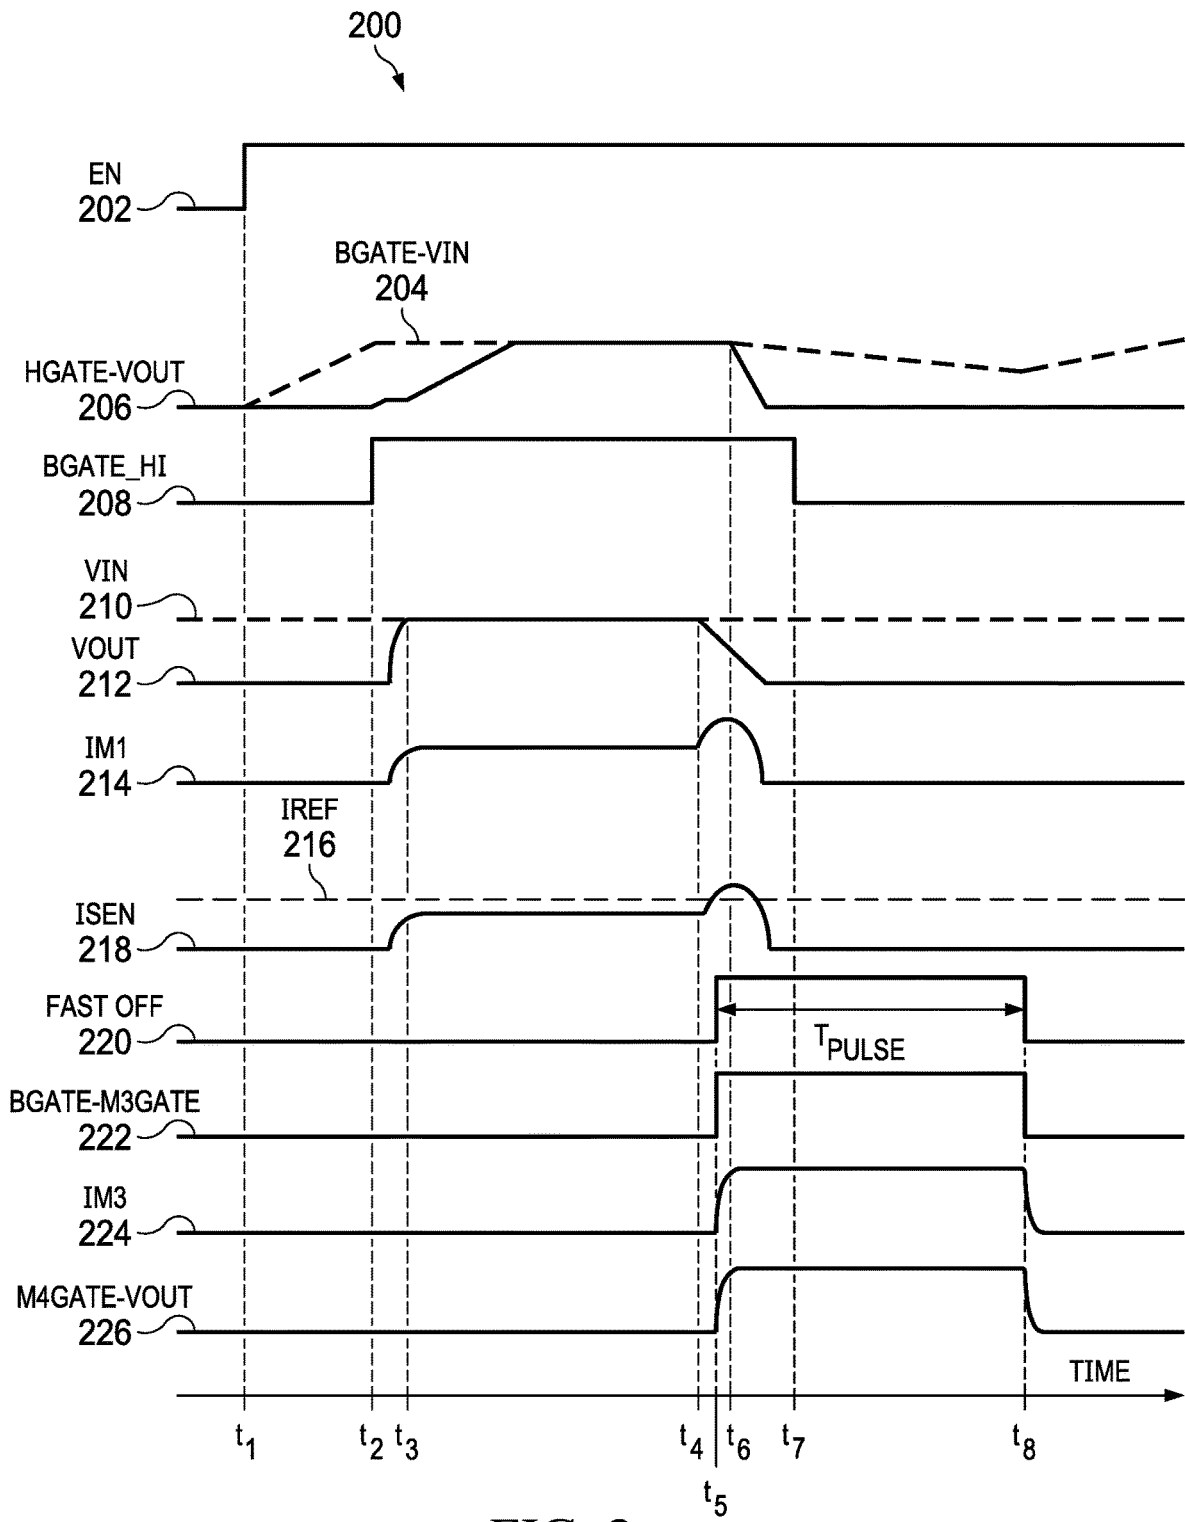 200
EN
202
BGATE-VIN
204
HGATE-VOUT
206
BGATE_HI
208
VIN
210
VOUT
212
IM1
214
IREF
216
ISEN
218
FAST OFF
220
TPULSE
BGATE-M3GATE
222
IM3
224
M4GATE-VOUT
226
TIME
t1 t2 t3 t4 t6 t7 t8
t5